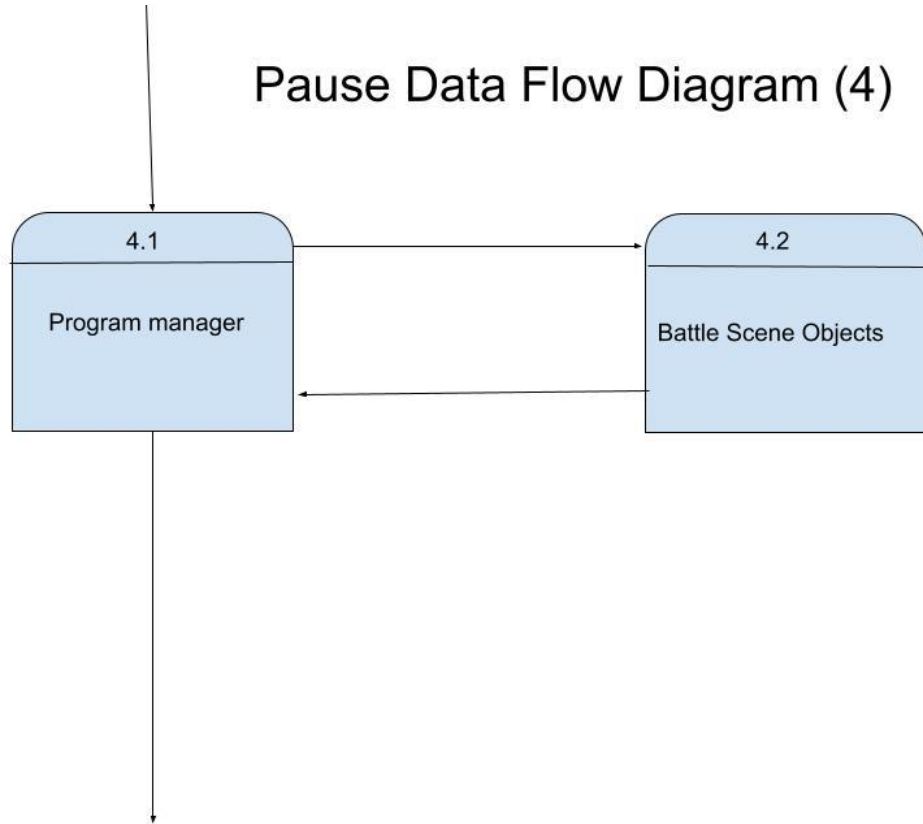 Pause Data Flow Diagram (4)
4.1
Program manager
4.2
Battle Scene Objects